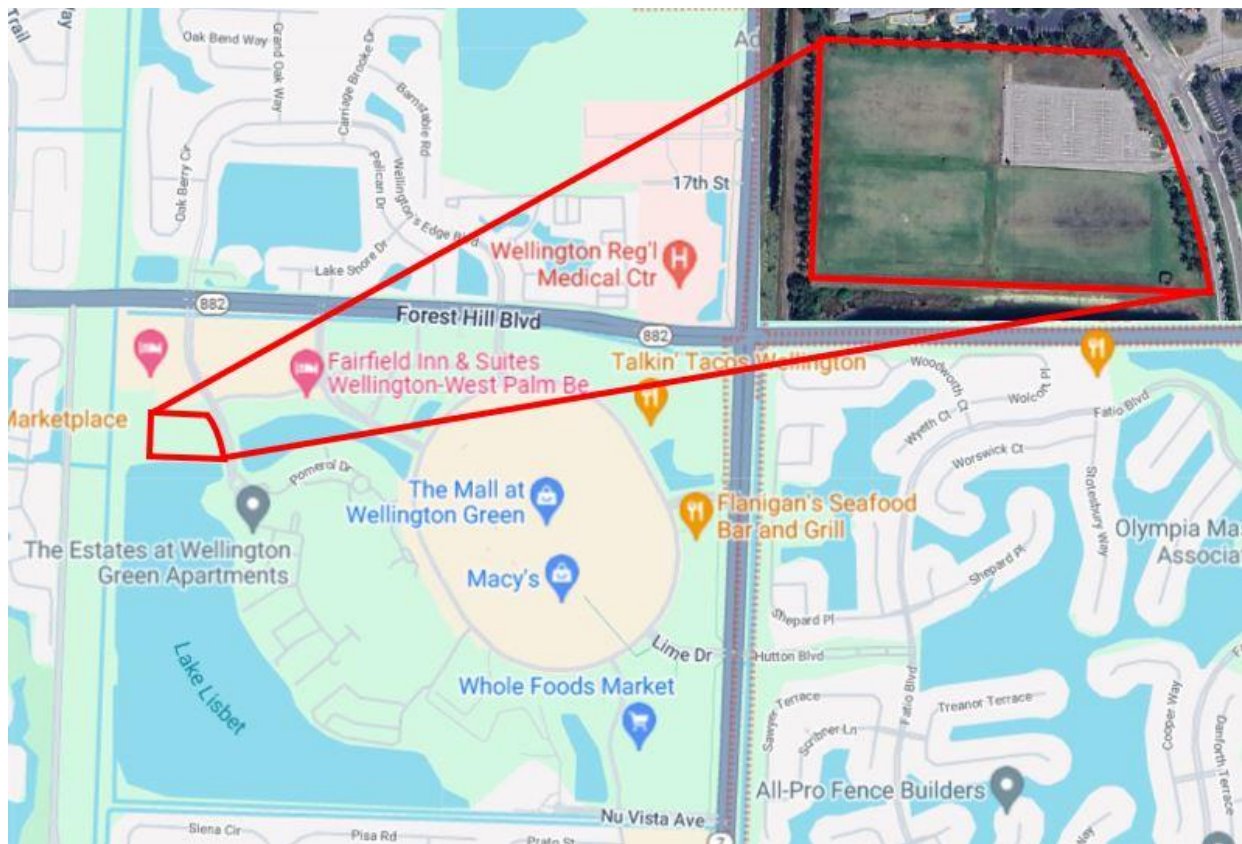 Trail
Way
Oak Bend Way
Grand Oak Way
Carriage Brooke Dr
Barnstable Rd
Oak Berry Cir
Pelican Dr
Wellington's Edge Blvd
Lake Shore Dr
17th St
Wellington Reg'l
Medical Ctr
882
Forest Hill Blvd
882
Fairfield Inn & Suites
Wellington-West Palm Be
Talkin' Tacos Wellington
Marketplace
Pomerol Dr
The Mall at
Wellington Green
Macy's
Flanigan's Seafood
Bar and Grill
The Estates at Wellington
Green Apartments
Lake Lisbet
Lime Dr
Whole Foods Market
Woodworth Ct
Wolcott Pl
Wyeth Ct
Fatio Blvd
Worswick Ct
Stotesbury Way
Olympia Ma
Associat
Shepard Pl
Shepard Pl
Hutton Blvd
Fatio Blvd
Sawyer Terrace
Scribner Ln
Treanor Terrace
Cooper Way
Danforth Terrace
All-Pro Fence Builders
Nu Vista Ave
Siena Cir
Pisa Rd
Prato St
7